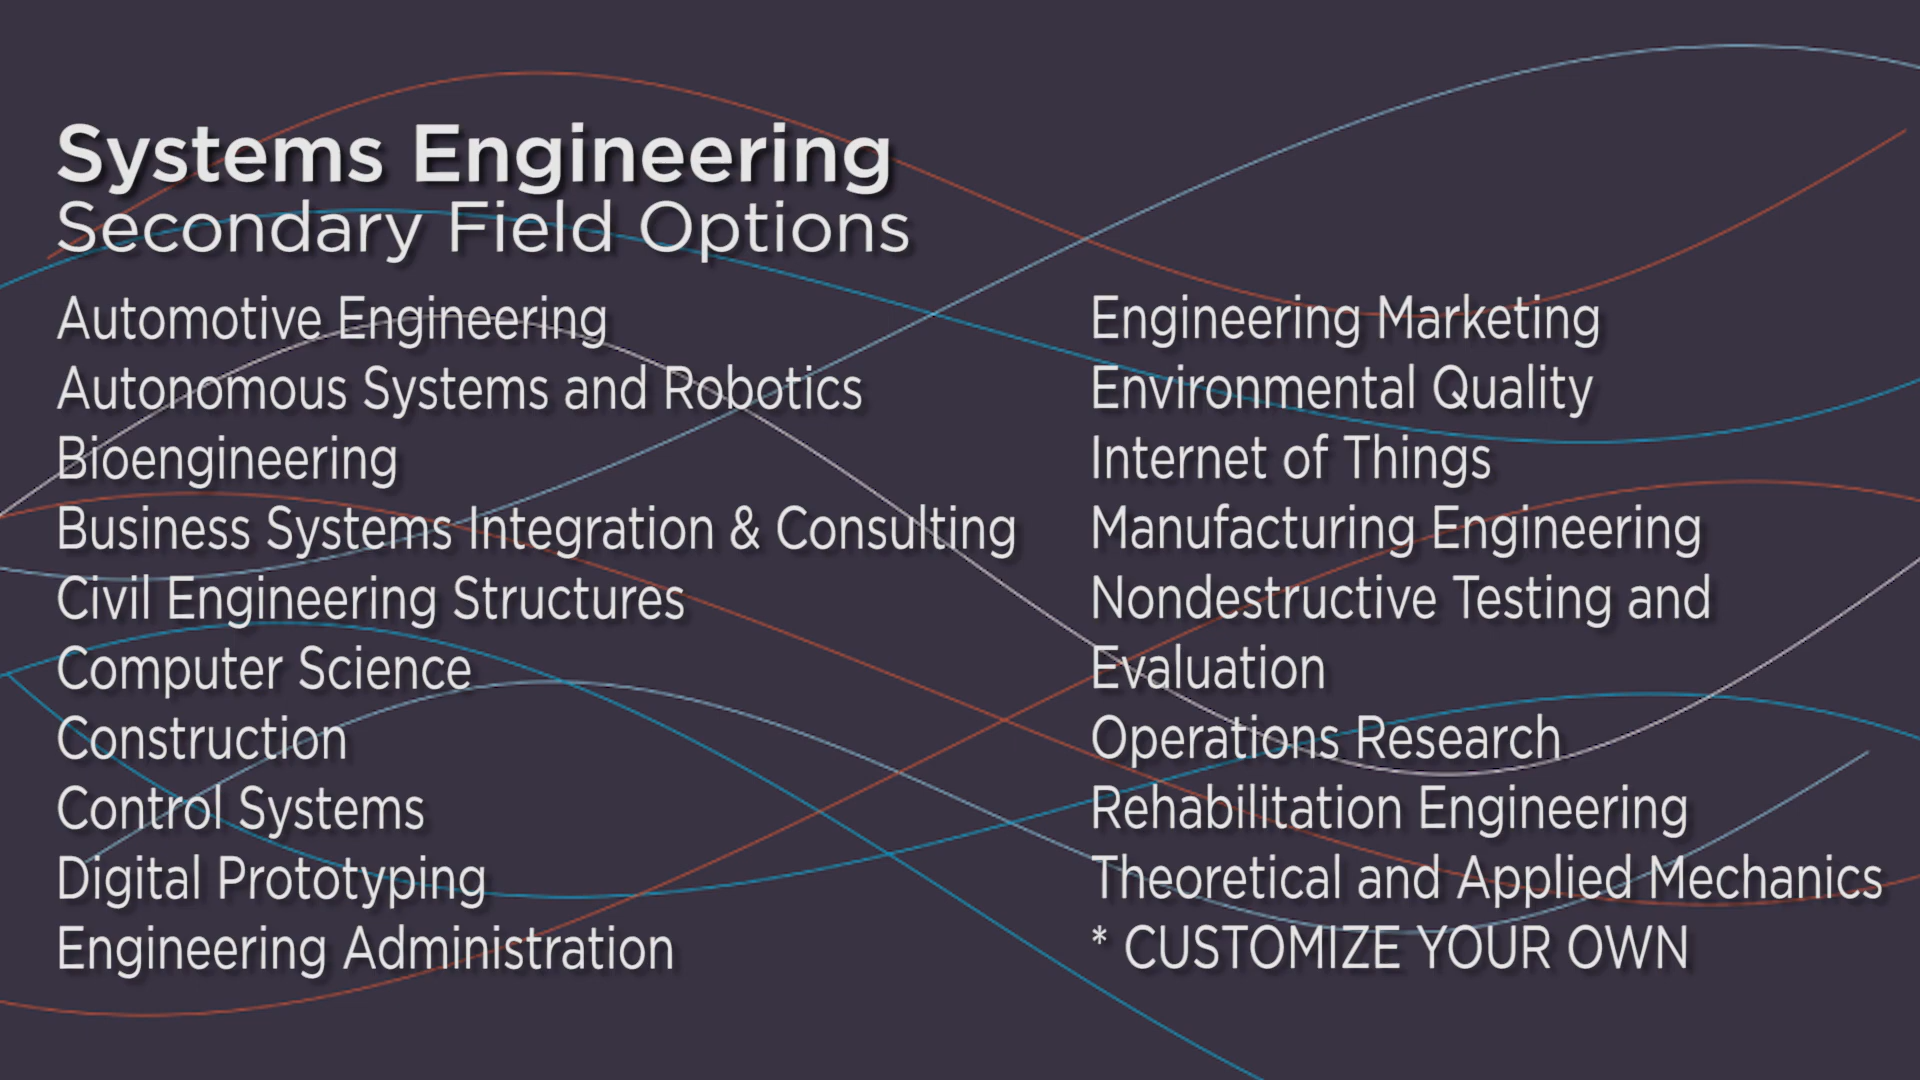 Systems Engineering
Secondary Field Options
Automotive Engineering
Autonomous Systems and Robotics
Bioengineering
Business Systems Integration & Consulting
Civil Engineering Structures
Computer Science
Construction
Control Systems
Digital Prototyping
Engineering Administration
Engineering Marketing
Environmental Quality
Internet of Things
Manufacturing Engineering
Nondestructive Testing and
Evaluation
Operations Research
Rehabilitation Engineering
Theoretical and Applied Mechanics
* CUSTOMIZE YOUR OWN